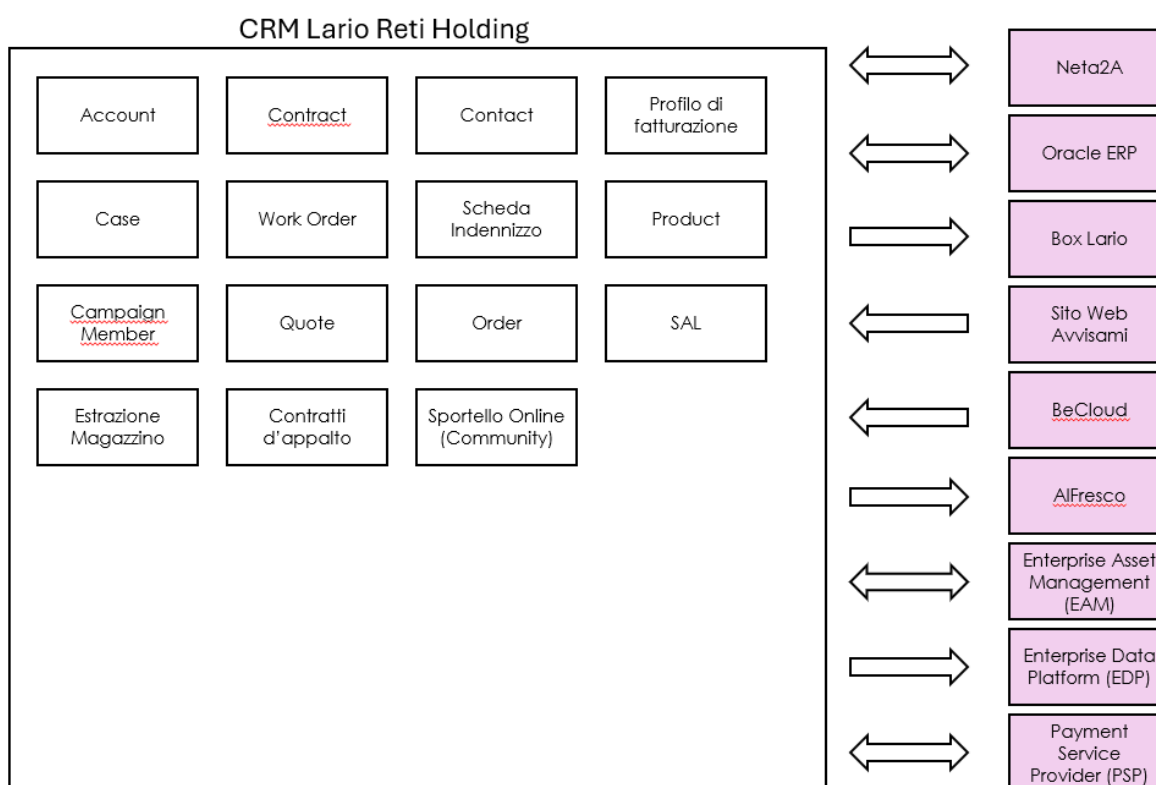 CRM Lario Reti Holding
Account
Contract
Contact
Profilo di
fatturazione
Case
Work Order
Scheda
Indennizzo
Product
Campaign
Member
Quote
Order
SAL
Estrazione
Magazzino
Contratti
d'appalto
Sportello Online
(Community)
Neta2A
Oracle ERP
Box Lario
Sito Web
Avvisami
BeCloud
AlFresco
Enterprise Asset
Management
(EAM)
Enterprise Data
Platform (EDP)
Payment
Service
Provider (PSP)